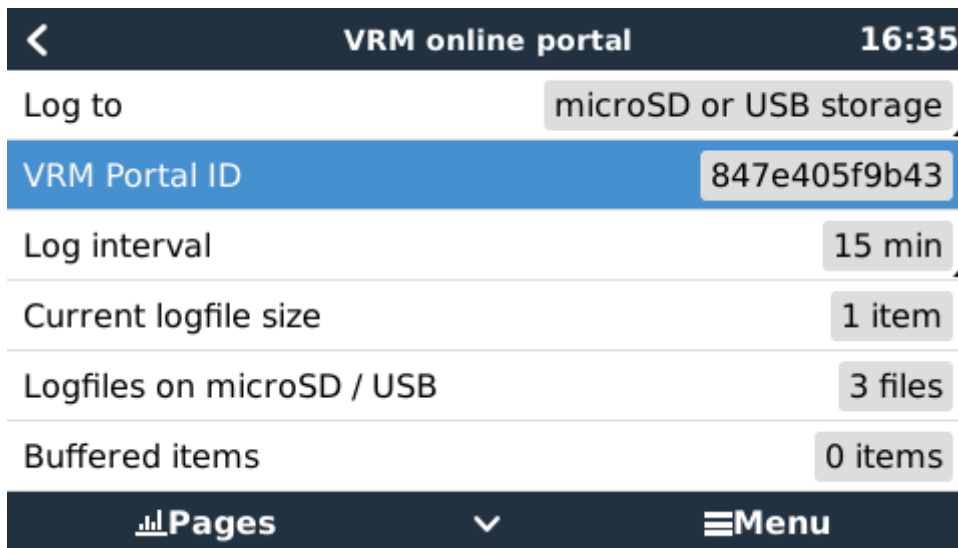 VRM online portal 16:35
Log to microSD or USB storage
VRM Portal ID 847e405f9b43
Log interval 15 min
Current logfile size 1 item
Logfiles on microSD / USB 3 files
Buffered items 0 items
Pages Menu